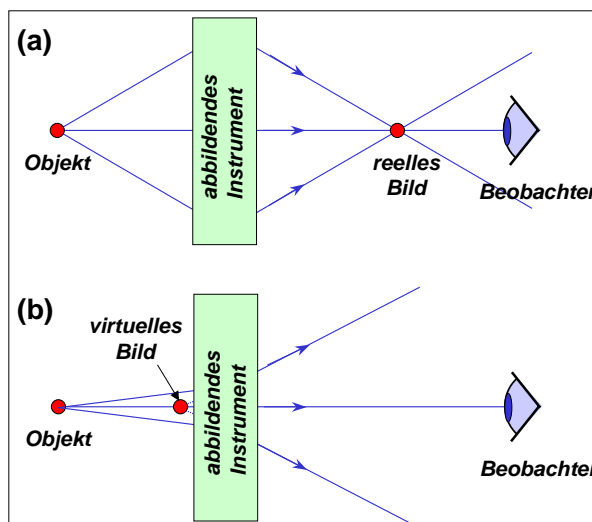 (a)
abbildendes
Instrument
Objekt
reelles
Bild
Beobachter
(b)
virtuelles
Bild
abbildendes
Instrument
Objekt
Beobachter